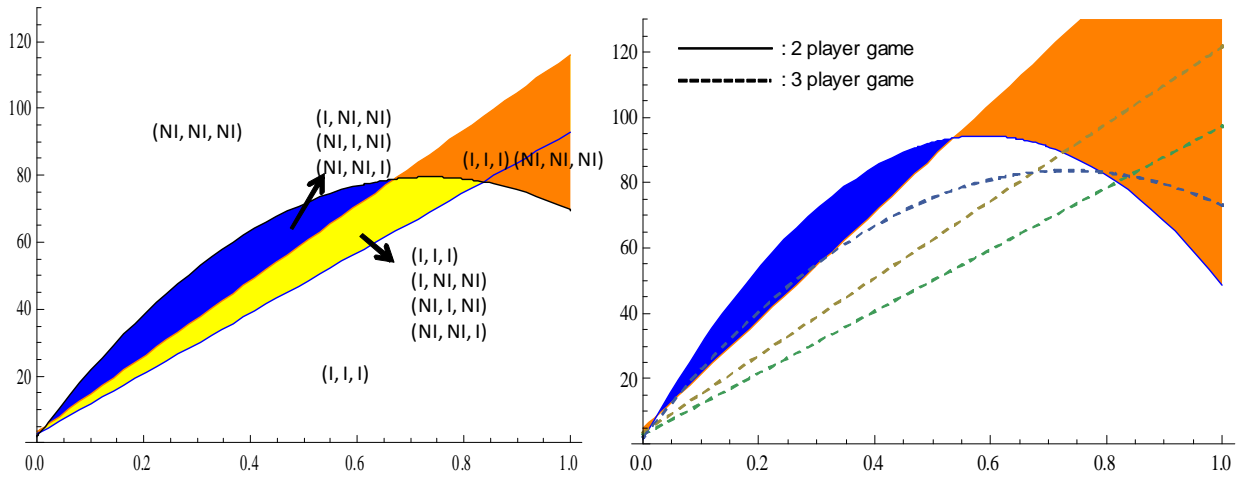 120
100
80
60
40
20
0.0 0.2 0.4 0.6 0.8 1.0
(NI, NI, NI)
(I, NI, NI)
(NI, I, NI)
(NI, NI, I)
(I, I, I) (NI, NI, NI)
(I, I, I)
(I, NI, NI)
(NI, I, NI)
(NI, NI, I)
(I, I, I)
: 2 player game
: 3 player game
120
100
80
60
40
20
0.0 0.2 0.4 0.6 0.8 1.0